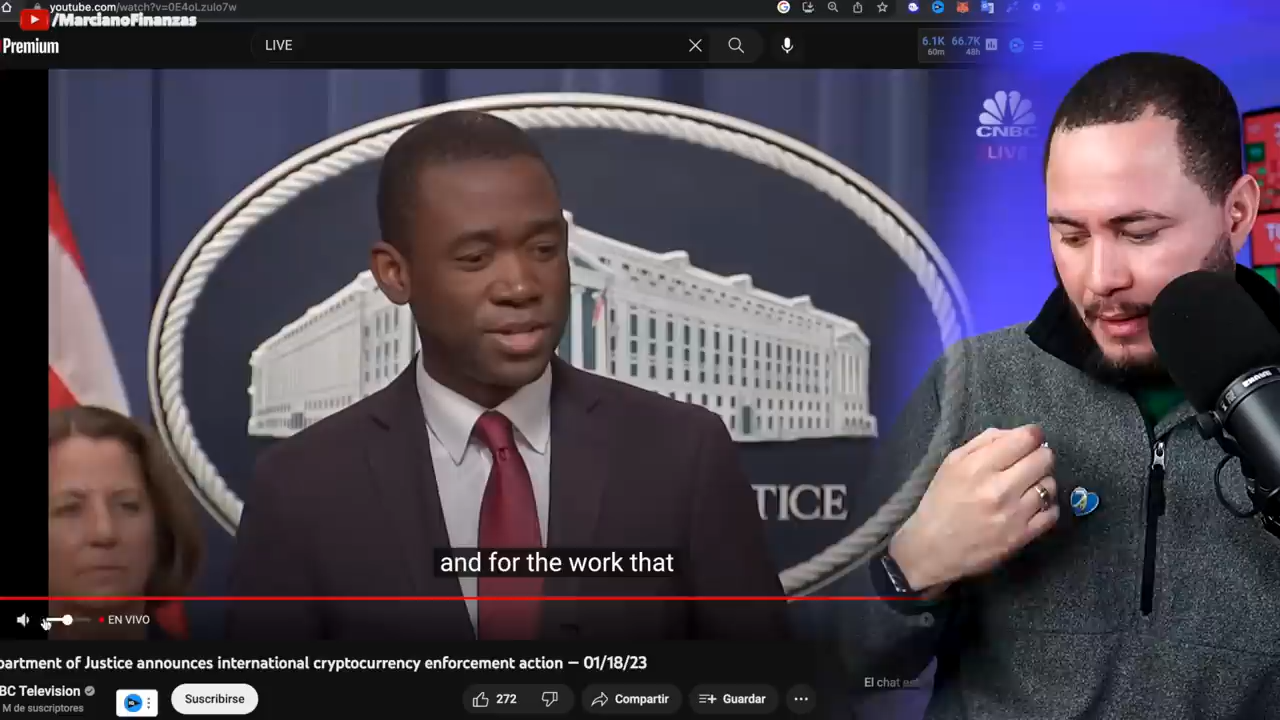 youtube.com/watch?v=0E4oLzulo7w
/MarcianoFinanzas
Premium
LIVE
6.1K 66.7K
60m 48h
CNBC
LIVE
TICE
and for the work that
EN VIVO
partment of Justice announces international cryptocurrency enforcement action – 01/18/23
BC Television
M de suscriptores
Suscribirse
272
Compartir
Guardar
El chat est